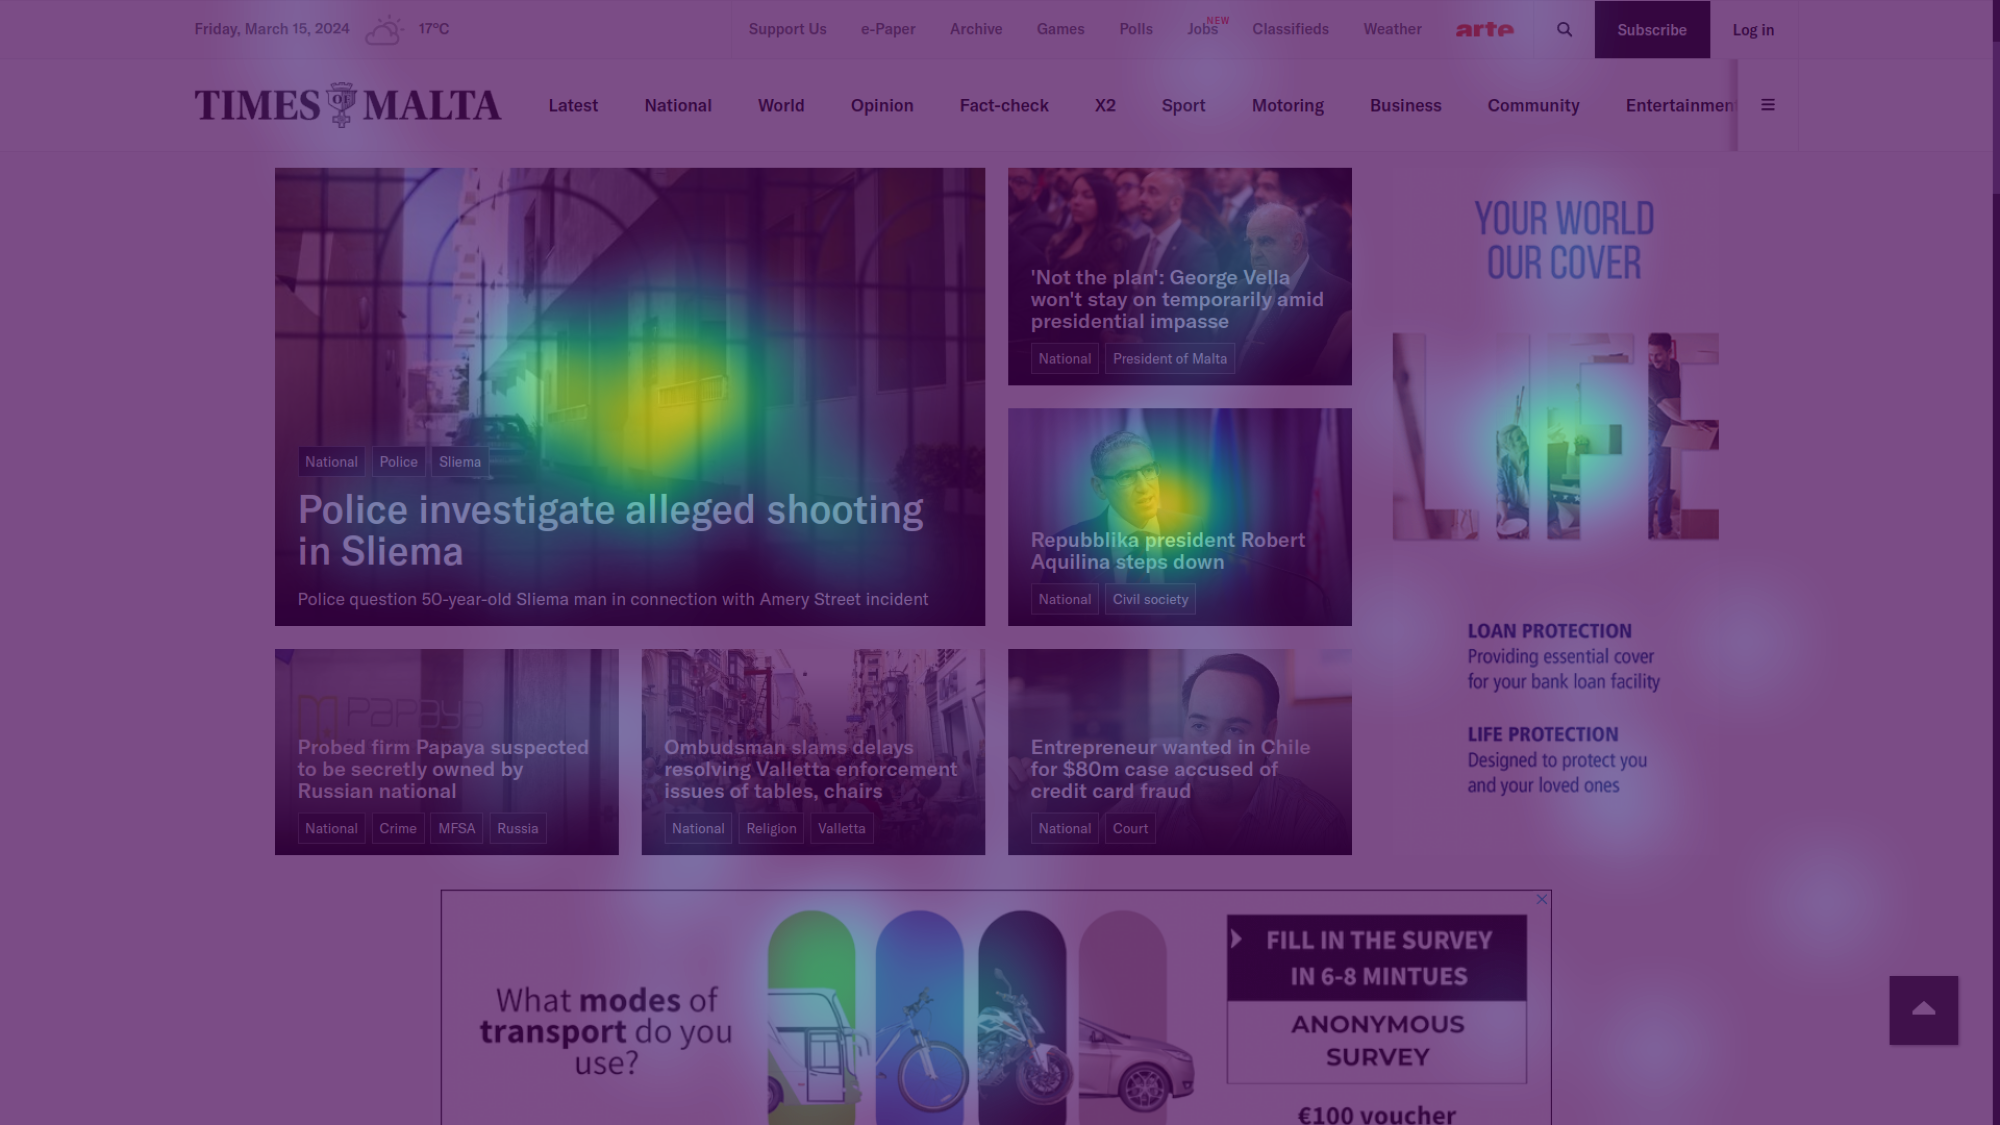 Friday, March 15, 2024 17°C
Support Us e-Paper Archive Games Polls Jobs NEW Classifieds Weather arte Subscribe Log in
TIMES OF MALTA
Latest National World Opinion Fact-check X2 Sport Motoring Business Community Entertainmen
National Police Sliema
Police investigate alleged shooting
in Sliema
Police question 50-year-old Sliema man in connection with Amery Street incident
'Not the plan': George Vella
won't stay on temporarily amid
presidential impasse
National President of Malta
Repubblika president Robert
Aquilina steps down
National Civil society
YOUR WORLD
OUR COVER
LIFE
LOAN PROTECTION
Providing essential cover
for your bank loan facility
LIFE PROTECTION
Designed to protect you
and your loved ones
PAPAYA
Probed firm Papaya suspected
to be secretly owned by
Russian national
National Crime MFSA Russia
Ombudsman slams delays
resolving Valletta enforcement
issues of tables, chairs
National Religion Valletta
Entrepreneur wanted in Chile
for $80m case accused of
credit card fraud
National Court
What modes of
transport do you
use?
FILL IN THE SURVEY
IN 6-8 MINTUES
ANONYMOUS
SURVEY
€100 voucher